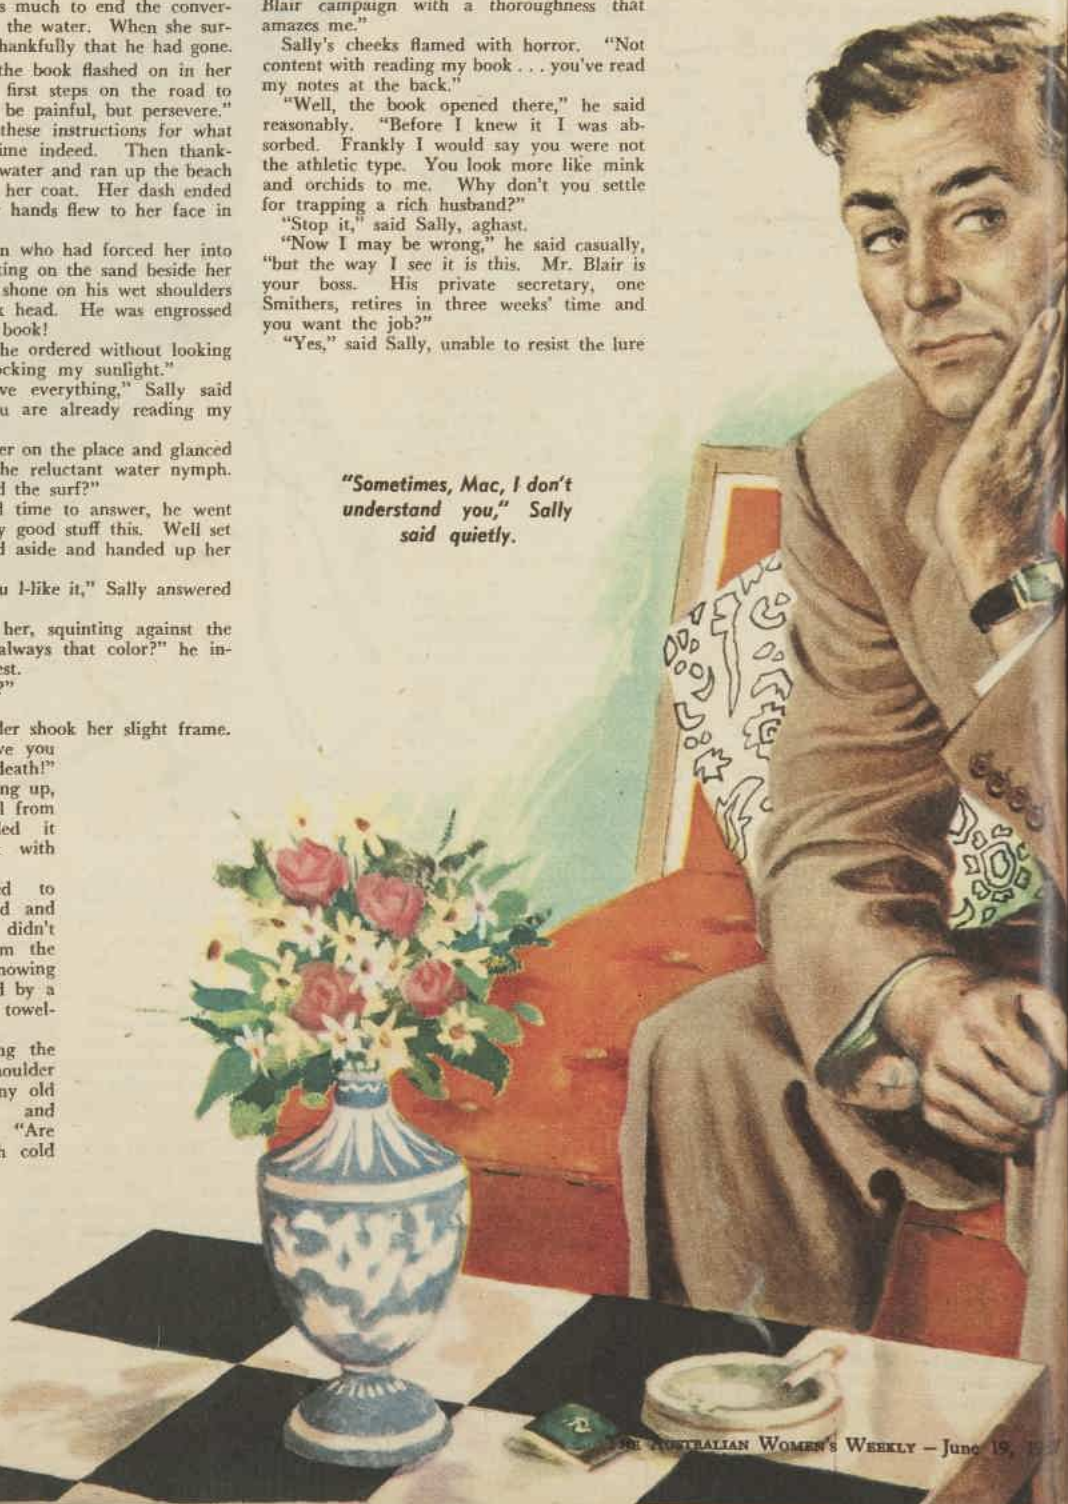 s much to end the conver-
the water. When she sur-
hankfully that he had gone.
the book flashed on in her
first steps on the road to
be painful, but persevere."
these instructions for what
ime indeed. Then thank-
water and ran up the beach
her coat. Her dash ended
hands flew to her face in
n who had forced her into
ting on the sand beside her
shone on his wet shoulders
k head. He was engrossed
book!
he ordered without looking
ocking my sunlight."
ve everything," Sally said
u are already reading my
er on the place and glanced
he reluctant water nymph.
d the surf?"
d time to answer, he went
y good stuff this. Well set
d aside and handed up her
u l-like it," Sally answered
her, squinting against the
always that color?" he in-
est.
?"
der shook her slight frame.
ve you
death!"
ng up,
l from
led it
with
d to
d and
didn't
m the
nowing
d by a
towel-
ng the
houlder
ny old
and
"Are
h cold
Blair campaign with a thoroughness that
amazes me."
Sally's cheeks flamed with horror. "Not
content with reading my book . . . you've read
my notes at the back."
"Well, the book opened there," he said
reasonably. "Before I knew it I was ab-
sorbed. Frankly I would say you were not
the athletic type. You look more like mink
and orchids to me. Why don't you settle
for trapping a rich husband?"
"Stop it," said Sally, aghast.
"Now I may be wrong," he said casually,
"but the way I see it is this. Mr. Blair is
your boss. His private secretary, one
Smithers, retires in three weeks' time and
you want the job?"
"Yes," said Sally, unable to resist the lure
"Sometimes, Mac, I don't
understand you," Sally
said quietly.
THE AUSTRALIAN WOMEN'S WEEKLY – June 19,